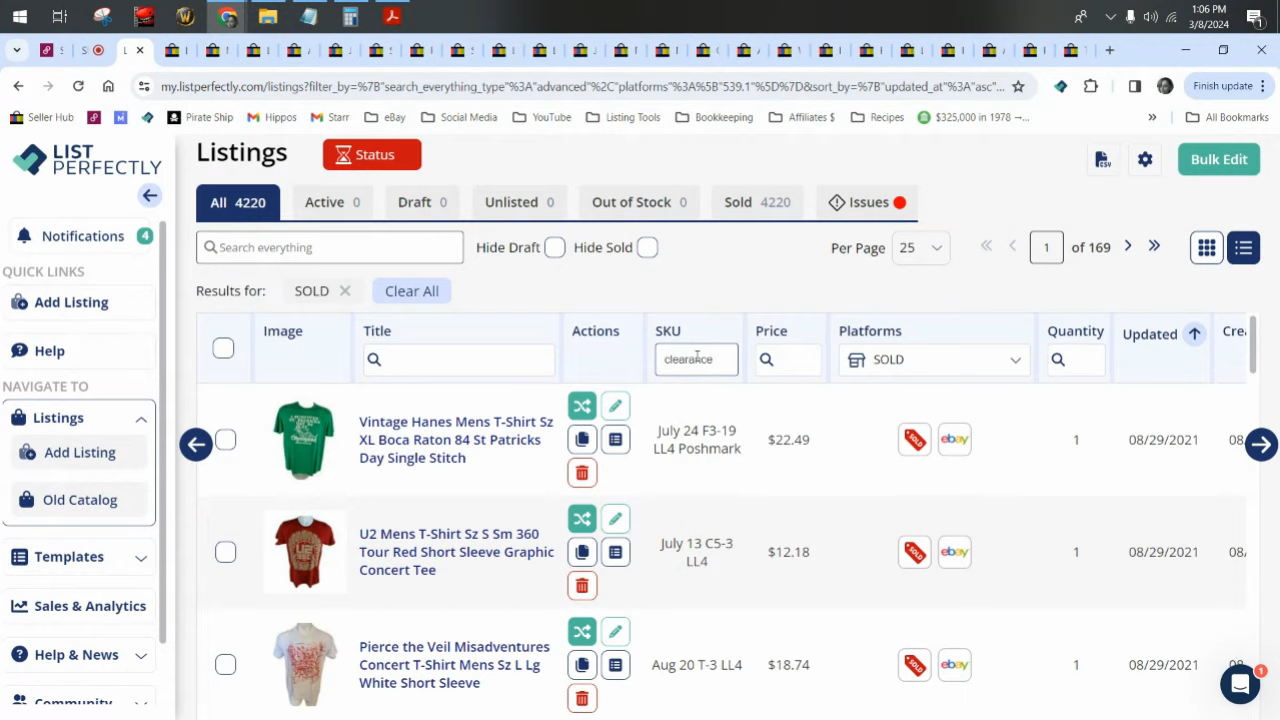 1:06 PM
3/8/2024
my.listperfectly.com/listings?filter_by=%7B"search_everything_type"%3A"advanced"%2C"platforms"%3A%5B"539.1"%5D%7D&sort_by=%7B"updated_at"%3A"asc"...
Finish update
Seller Hub
Pirate Ship
Hippos
Starr
eBay
Social Media
YouTube
Listing Tools
Bookkeeping
Affiliates $
Recipes
$325,000 in 1978 →...
»
All Bookmarks
LIST
PERFECTLY
Listings
Status
CSV
Bulk Edit
All 4220
Active 0
Draft 0
Unlisted 0
Out of Stock 0
Sold 4220
Issues
Notifications 4
Search everything
Hide Draft
Hide Sold
Per Page 25
1 of 169
QUICK LINKS
Results for: SOLD
Clear All
Add Listing
Help
NAVIGATE TO
Listings
Add Listing
Old Catalog
Templates
Sales & Analytics
Help & News
Community
Image
Title
Actions
SKU
Price
Platforms
Quantity
Updated
Crea
clearance
SOLD
Vintage Hanes Mens T-Shirt Sz
XL Boca Raton 84 St Patricks
Day Single Stitch
July 24 F3-19
LL4 Poshmark
$22.49
SOLD
ebay
1
08/29/2021
08,
U2 Mens T-Shirt Sz S Sm 360
Tour Red Short Sleeve Graphic
Concert Tee
July 13 C5-3
LL4
$12.18
SOLD
ebay
1
08/29/2021
08/
Pierce the Veil Misadventures
Concert T-Shirt Mens Sz L Lg
White Short Sleeve
Aug 20 T-3 LL4
$18.74
SOLD
ebay
1
08/29/2021
08/
1